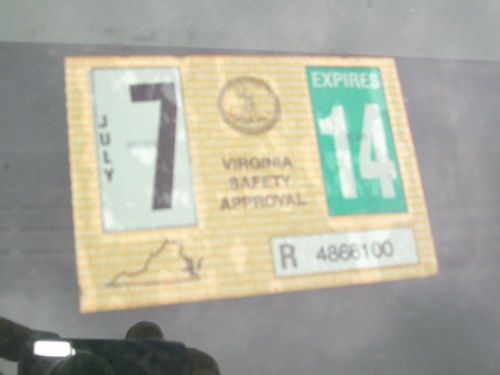 JULY
7
EXPIRES
14
VIRGINIA
SAFETY
APPROVAL
R 4866100